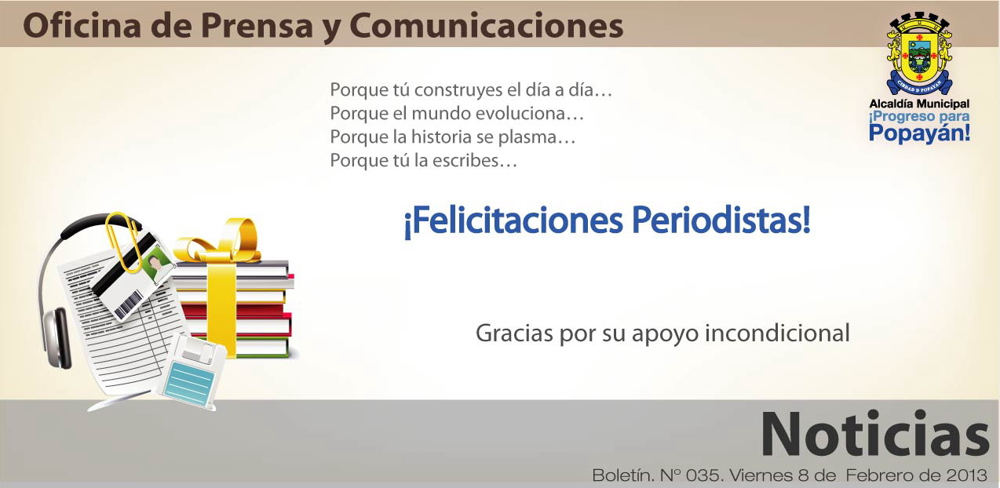 Oficina de Prensa y Comunicaciones
Porque tú construyes el día a día…
Porque el mundo evoluciona…
Porque la historia se plasma…
Porque tú la escribes…
CIUDAD D POPAYAN
Alcaldía Municipal
¡Progreso para
Popayán!
¡Felicitaciones Periodistas!
Gracias por su apoyo incondicional
Noticias
Boletín. Nº 035. Viernes 8 de Febrero de 2013